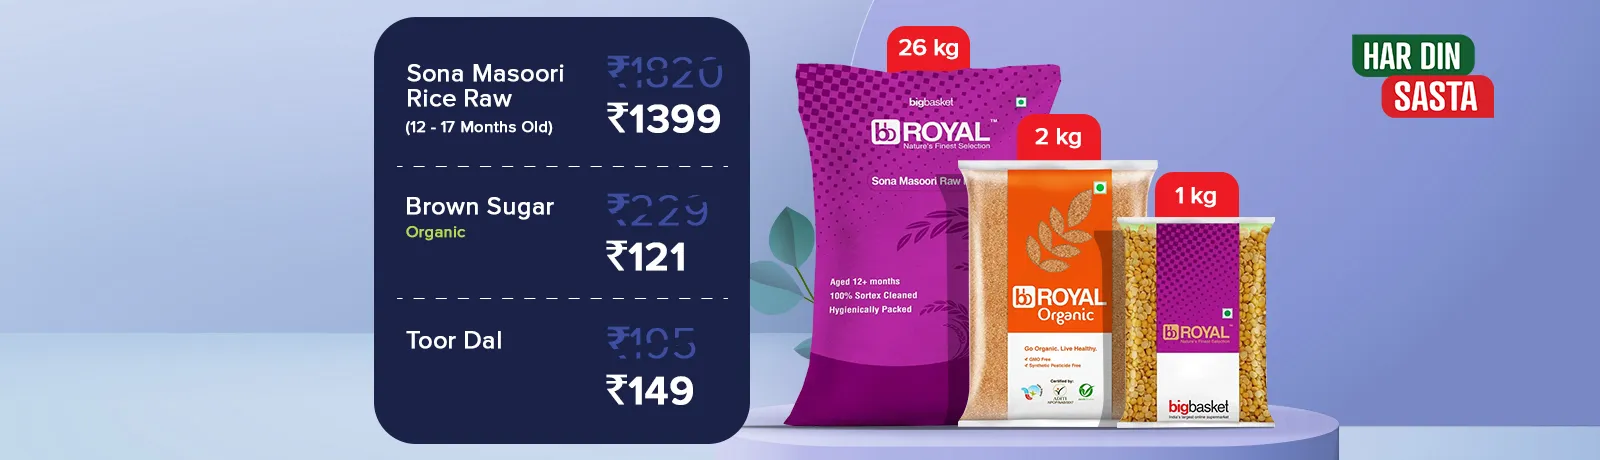 Sona Masoori
Rice Raw
(12 - 17 Months Old)
₹1820
₹1399
Brown Sugar
Organic
₹229
₹121
Toor Dal
₹195
₹149
26 kg
bigbasket
bb ROYAL™
Nature's Finest Selection
Sona Masoori Raw
Aged 12+ months
100% Sortex Cleaned
Hygienically Packed
2 kg
bb ROYAL
Organic
Go Organic. Live Healthy.
✓ GMO Free
✓ Synthetic Pesticide Free
Certified by:
ADITI
1 kg
bb ROYAL™
Nature's Finest Selection
bigbasket
India's largest online supermarket
HAR DIN
SASTA